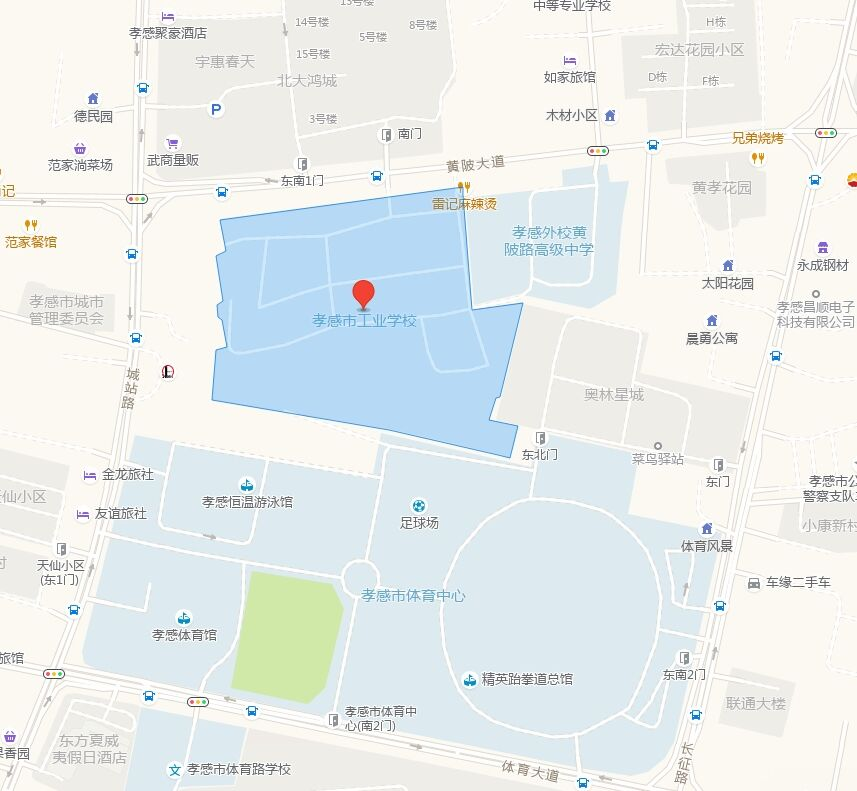 13号楼
中等专业学校
14号楼
8号楼
H栋
孝感聚豪酒店
5号楼
宏达花园小区
15号楼
宇惠春天
如家旅馆
北大鸿城
D栋
F栋
P
德民园
木材小区
3号楼
南门
兄弟烧烤
武商量贩
范家淌菜场
黄陂大道
东南1门
黄孝花园
记
雷记麻辣烫
范家餐馆
孝感外校黄
陂路高级中学
永成钢材
太阳花园
孝感市城市
管理委员会
孝感昌顺电子
科技有限公司
孝感市工业学校
晨勇公寓
城站路
奥林星城
东北门
菜鸟驿站
金龙旅社
东门
孝感市公
警察支队
天仙小区
孝感恒温游泳馆
友谊旅社
足球场
小康新村
体育风景
天仙小区
(东1门)
车缘二手车
孝感市体育中心
孝感体育馆
旅馆
精英跆拳道总馆
东南2门
联通大楼
孝感市体育中
心(南2门)
东方夏威
夷假日酒店
果香园
长征路
体育大道
文
孝感市体育路学校